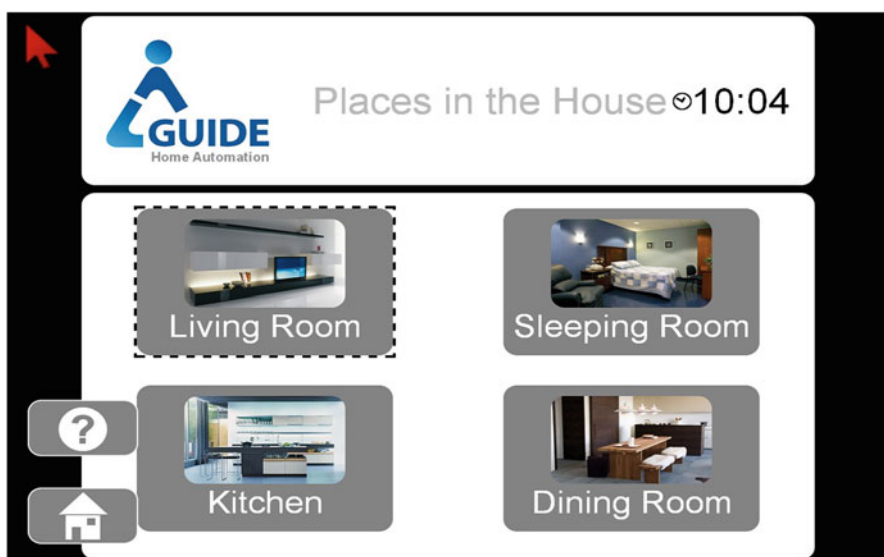 Places in the House 10:04
GUIDE
Home Automation
Living Room
Sleeping Room
?
Kitchen
Dining Room